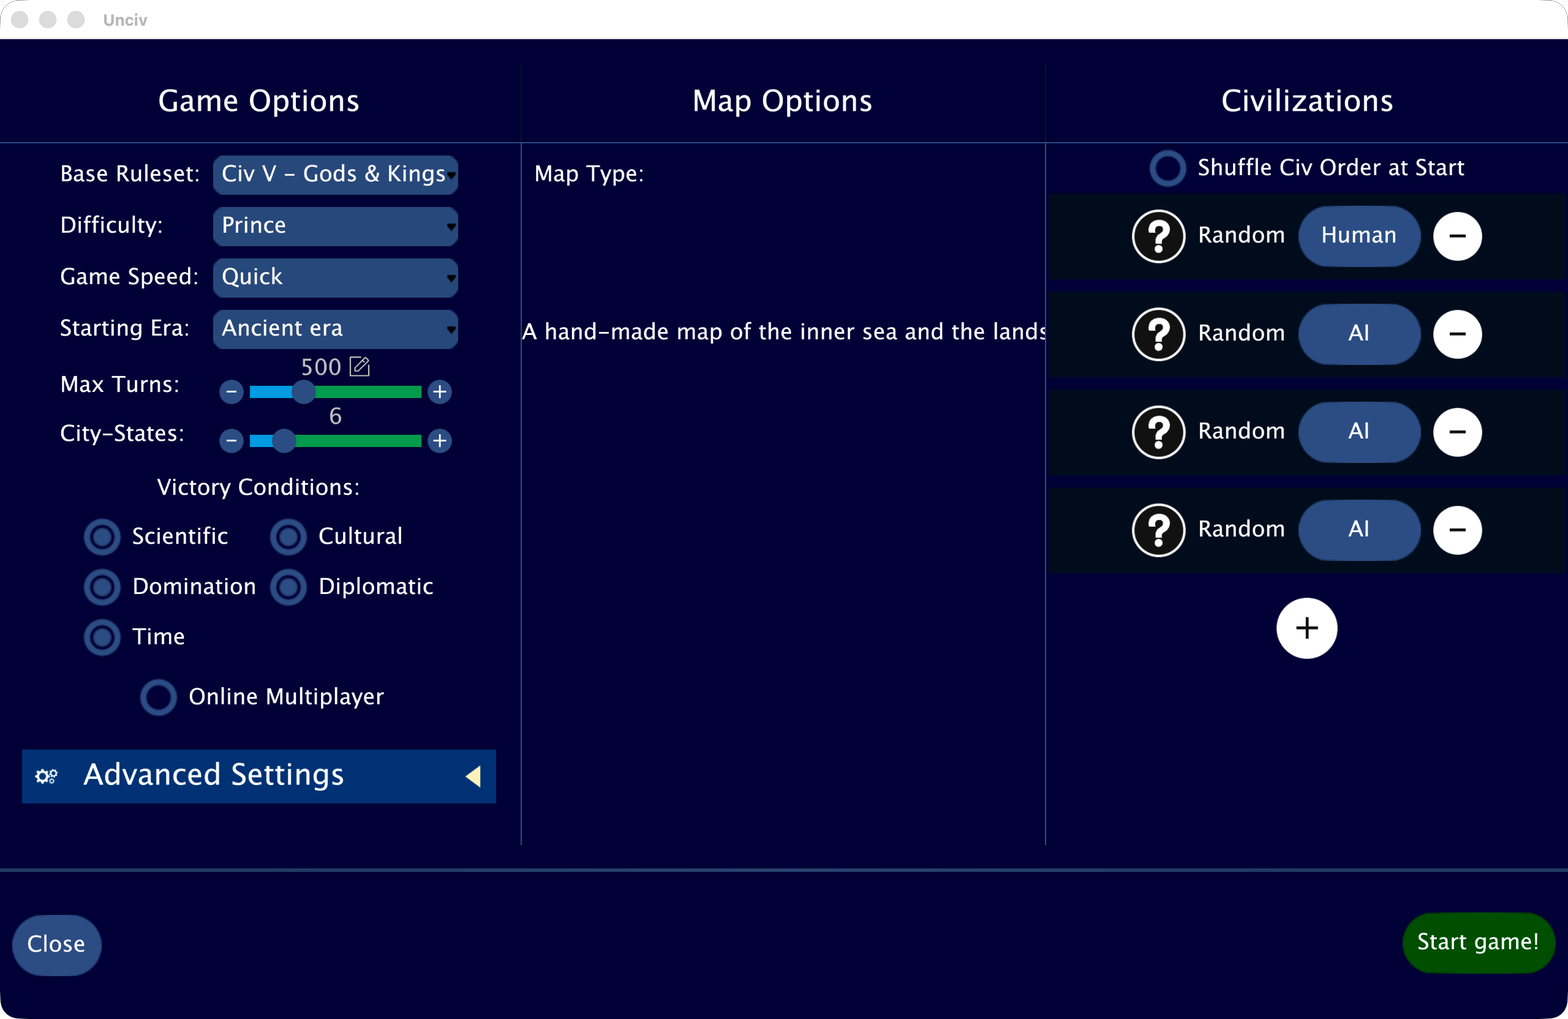 Unciv
Game Options
Base Ruleset: Civ V – Gods & Kings
Difficulty: Prince
Game Speed: Quick
Starting Era: Ancient era
500
Max Turns: − +
6
City-States: − +
Victory Conditions:
Scientific Cultural
Domination Diplomatic
Time
Online Multiplayer
Advanced Settings
Map Options
Map Type:
A hand-made map of the inner sea and the lands
Civilizations
Shuffle Civ Order at Start
? Random Human −
? Random AI −
? Random AI −
? Random AI −
+
Close
Start game!